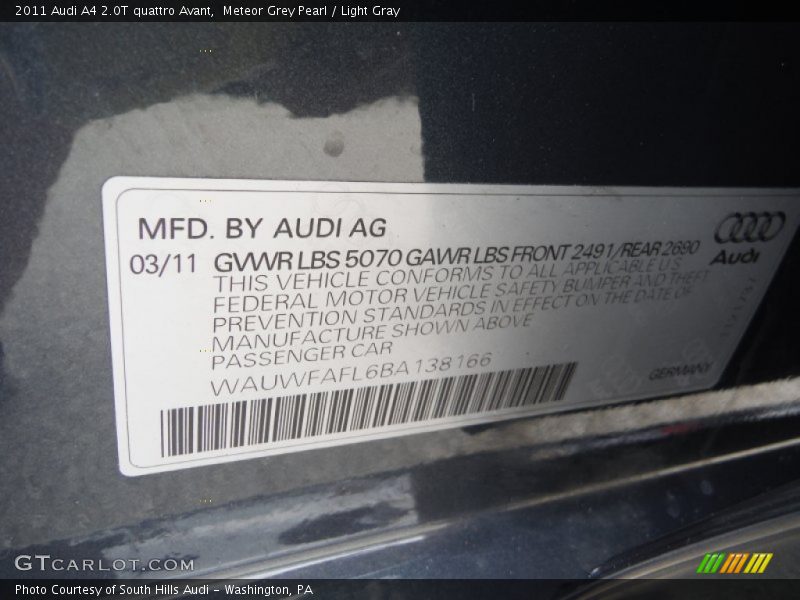 2011 Audi A4 2.0T quattro Avant, Meteor Grey Pearl / Light Gray
MFD. BY AUDI AG
03/11 GVWR LBS 5070 GAWR LBS FRONT 2491/REAR 2690
THIS VEHICLE CONFORMS TO ALL APPLICABLE U.S.
FEDERAL MOTOR VEHICLE SAFETY BUMPER AND THEFT
PREVENTION STANDARDS IN EFFECT ON THE DATE OF
MANUFACTURE SHOWN ABOVE
PASSENGER CAR
WAUWFAFL6BA138166
Audi
GERMANY
GTCARLOT.COM
Photo Courtesy of South Hills Audi - Washington, PA